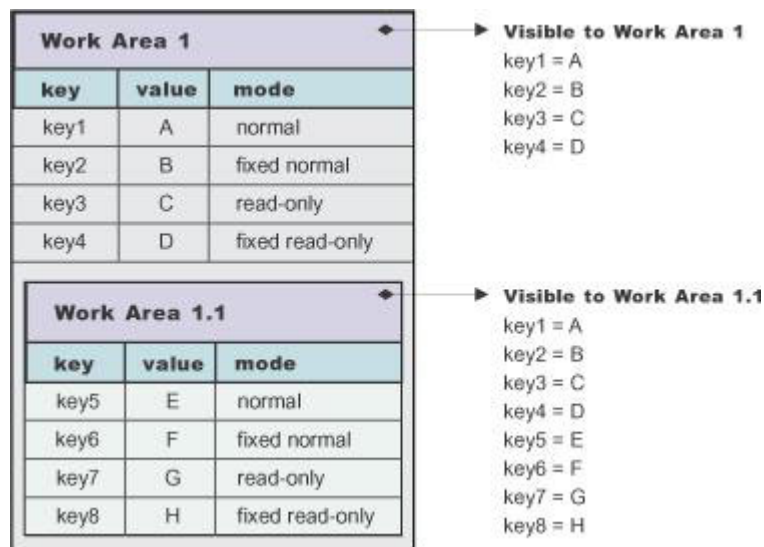 Work Area 1
key value mode
key1 A normal
key2 B fixed normal
key3 C read-only
key4 D fixed read-only
Visible to Work Area 1
key1 = A
key2 = B
key3 = C
key4 = D
Work Area 1.1
key value mode
key5 E normal
key6 F fixed normal
key7 G read-only
key8 H fixed read-only
Visible to Work Area 1.1
key1 = A
key2 = B
key3 = C
key4 = D
key5 = E
key6 = F
key7 = G
key8 = H